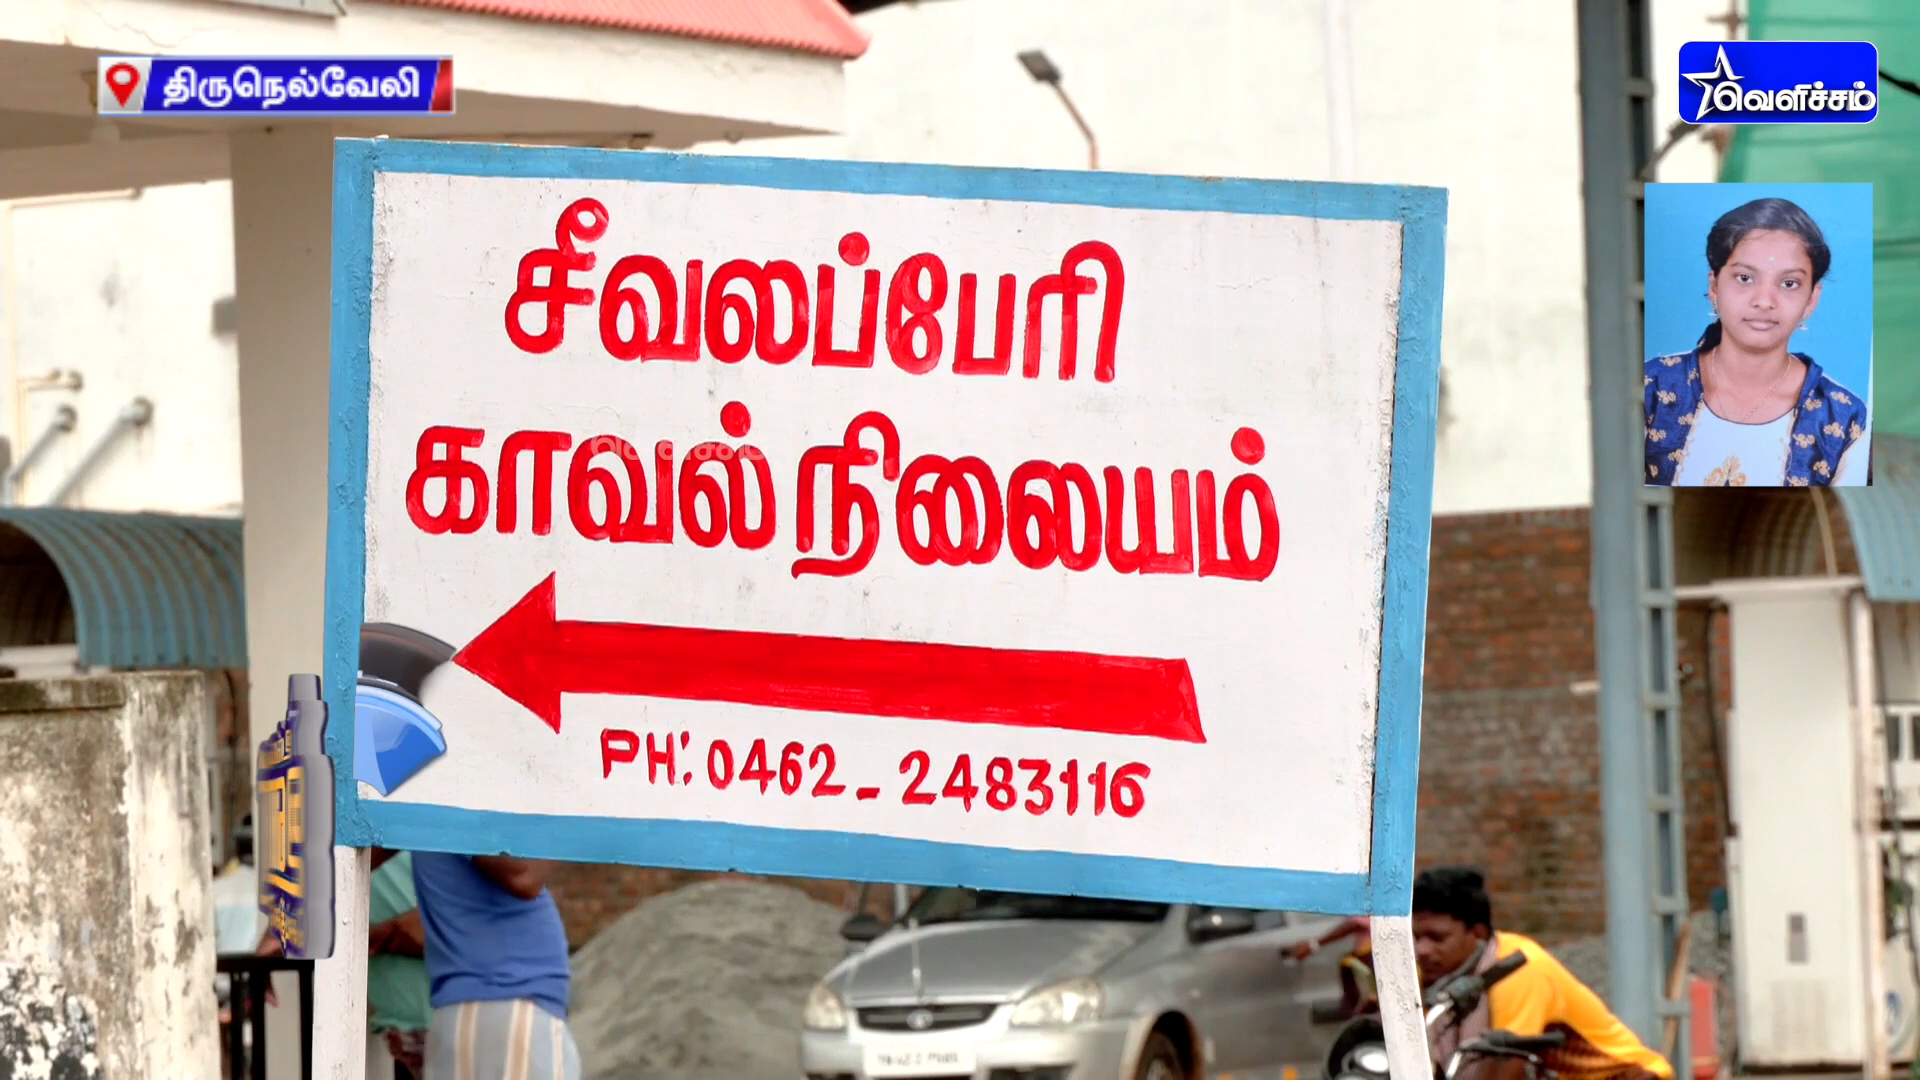 திருநெல்வேலி
வெளிச்சம்
சீவலப்பேரி
காவல் நிலையம்
PH: 0462 - 2483116